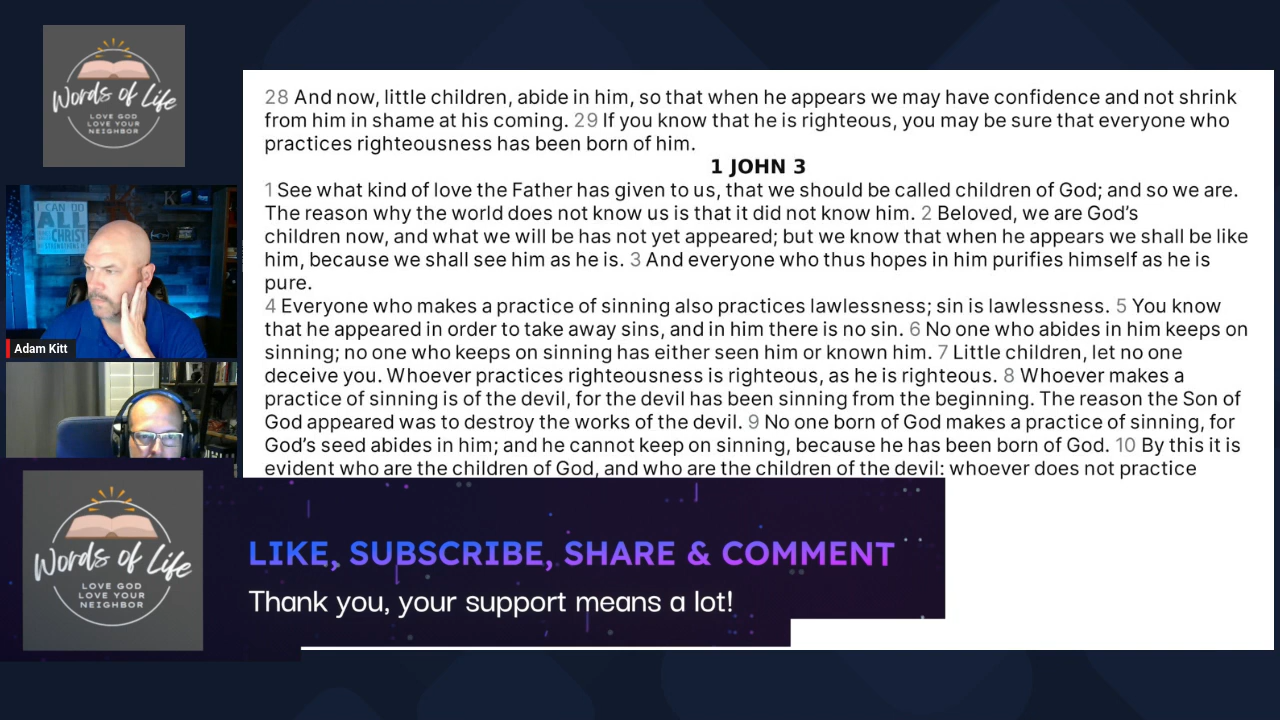 Words of Life
LOVE GOD
LOVE YOUR
NEIGHBOR
I CAN DO
ALL
CHRIST
Adam Kitt
28 And now, little children, abide in him, so that when he appears we may have confidence and not shrink
from him in shame at his coming. 29 If you know that he is righteous, you may be sure that everyone who
practices righteousness has been born of him.
1 JOHN 3
1 See what kind of love the Father has given to us, that we should be called children of God; and so we are.
The reason why the world does not know us is that it did not know him. 2 Beloved, we are God’s
children now, and what we will be has not yet appeared; but we know that when he appears we shall be like
him, because we shall see him as he is. 3 And everyone who thus hopes in him purifies himself as he is
pure.
4 Everyone who makes a practice of sinning also practices lawlessness; sin is lawlessness. 5 You know
that he appeared in order to take away sins, and in him there is no sin. 6 No one who abides in him keeps on
sinning; no one who keeps on sinning has either seen him or known him. 7 Little children, let no one
deceive you. Whoever practices righteousness is righteous, as he is righteous. 8 Whoever makes a
practice of sinning is of the devil, for the devil has been sinning from the beginning. The reason the Son of
God appeared was to destroy the works of the devil. 9 No one born of God makes a practice of sinning, for
God’s seed abides in him; and he cannot keep on sinning, because he has been born of God. 10 By this it is
evident who are the children of God, and who are the children of the devil: whoever does not practice
Words of Life
LOVE GOD
LOVE YOUR
NEIGHBOR
LIKE, SUBSCRIBE, SHARE & COMMENT
Thank you, your support means a lot!